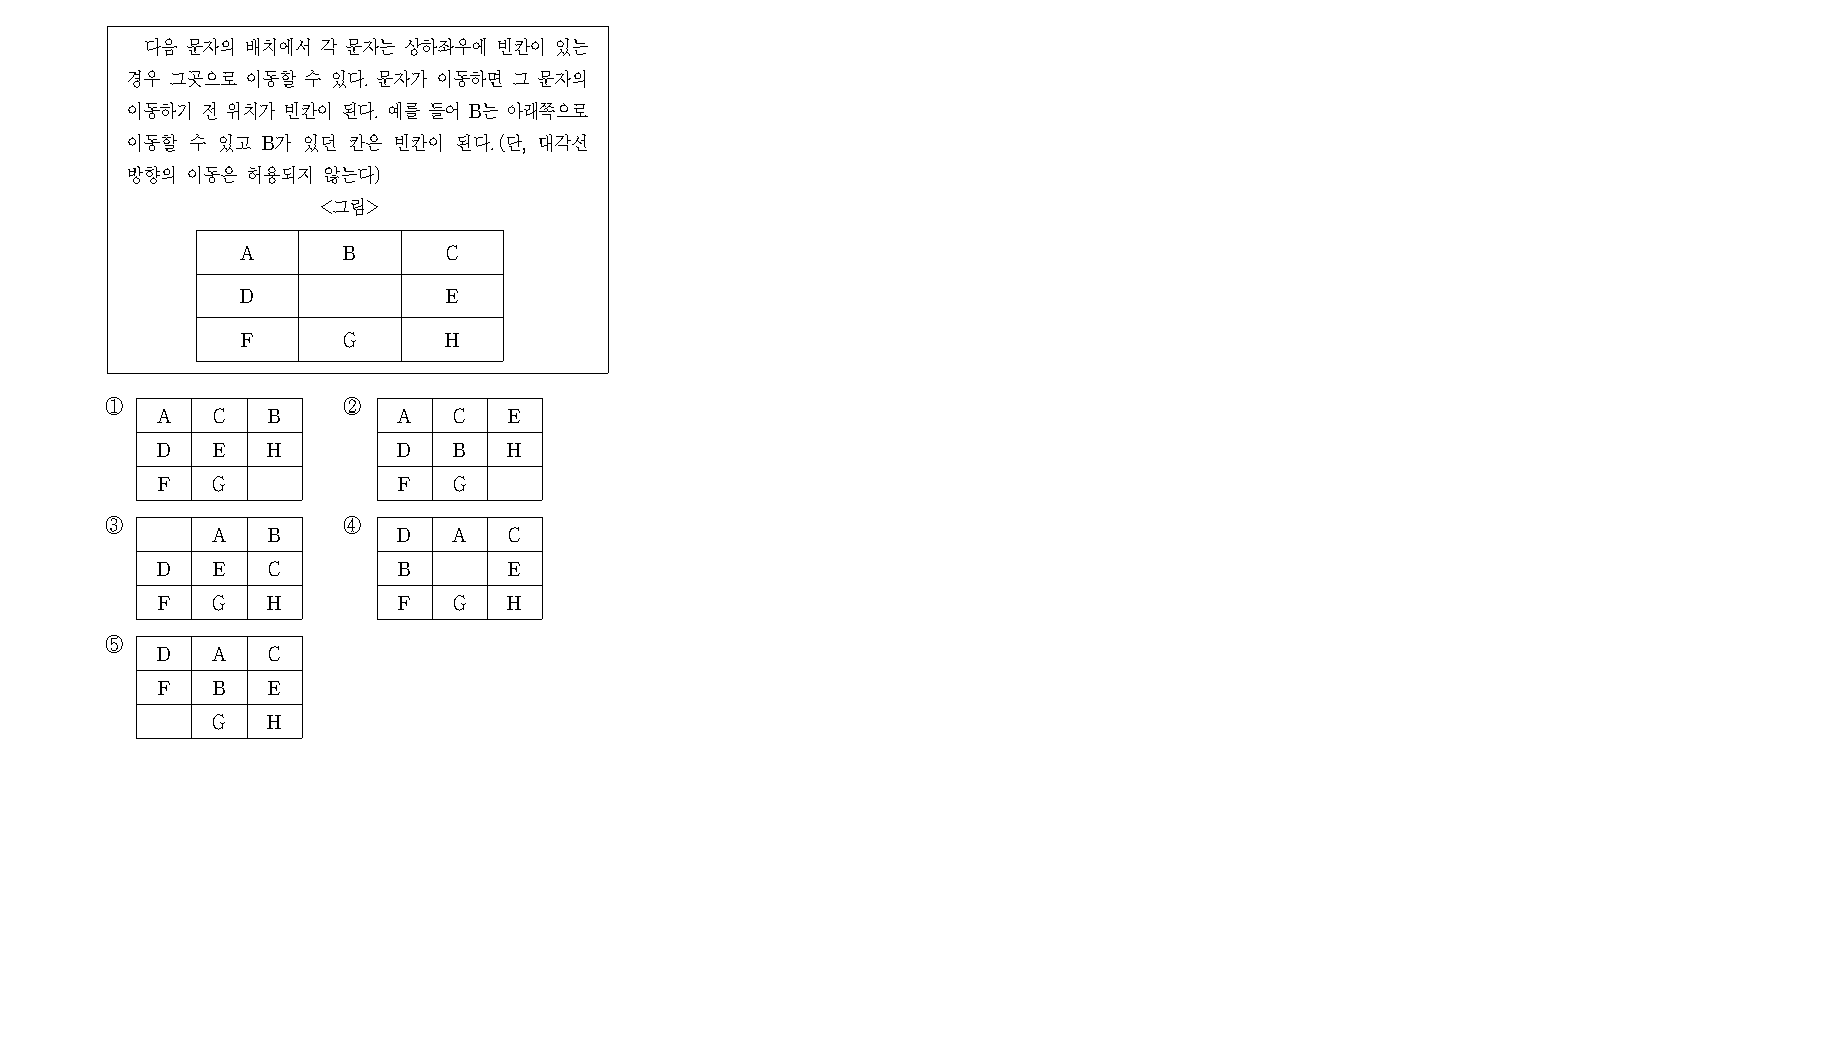 다음 문자의 배치에서 각 문자는 상하좌우에 빈칸이 있는
경우 그곳으로 이동할 수 있다. 문자가 이동하면 그 문자의
이동하기 전 위치가 빈칸이 된다. 예를 들어 B는 아래쪽으로
이동할 수 있고 B가 있던 칸은 빈칸이 된다.(단, 대각선
방향의 이동은 허용되지 않는다)
<그림>
A B C
D E
F G H
① A C B
D E H
F G
② A C E
D B H
F G
③ A B
D E C
F G H
④ D A C
B E
F G H
⑤ D A C
F B E
G H